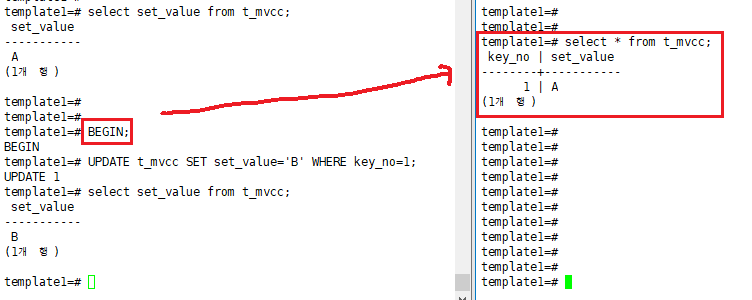 template1=# select set_value from t_mvcc;
 set_value
-----------
 A
(1개 행)

template1=#
template1=#
template1=# BEGIN;
BEGIN
template1=# UPDATE t_mvcc SET set_value='B' WHERE key_no=1;
UPDATE 1
template1=# select set_value from t_mvcc;
 set_value
-----------
 B
(1개 행)

template1=#
template1=#
template1=#
template1=# select * from t_mvcc;
 key_no | set_value
--------+-----------
      1 | A
(1개 행)

template1=#
template1=#
template1=#
template1=#
template1=#
template1=#
template1=#
template1=#
template1=#
template1=#
template1=#